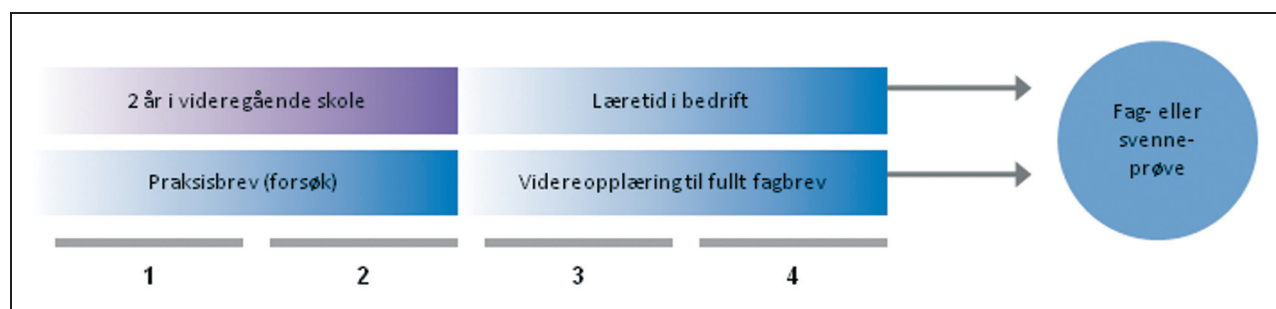 2 år i videregående skole
Læretid i bedrift
Fag- eller
svenne-
prøve
Praksisbrev (forsøk)
Videreopplæring til fullt fagbrev
1
2
3
4